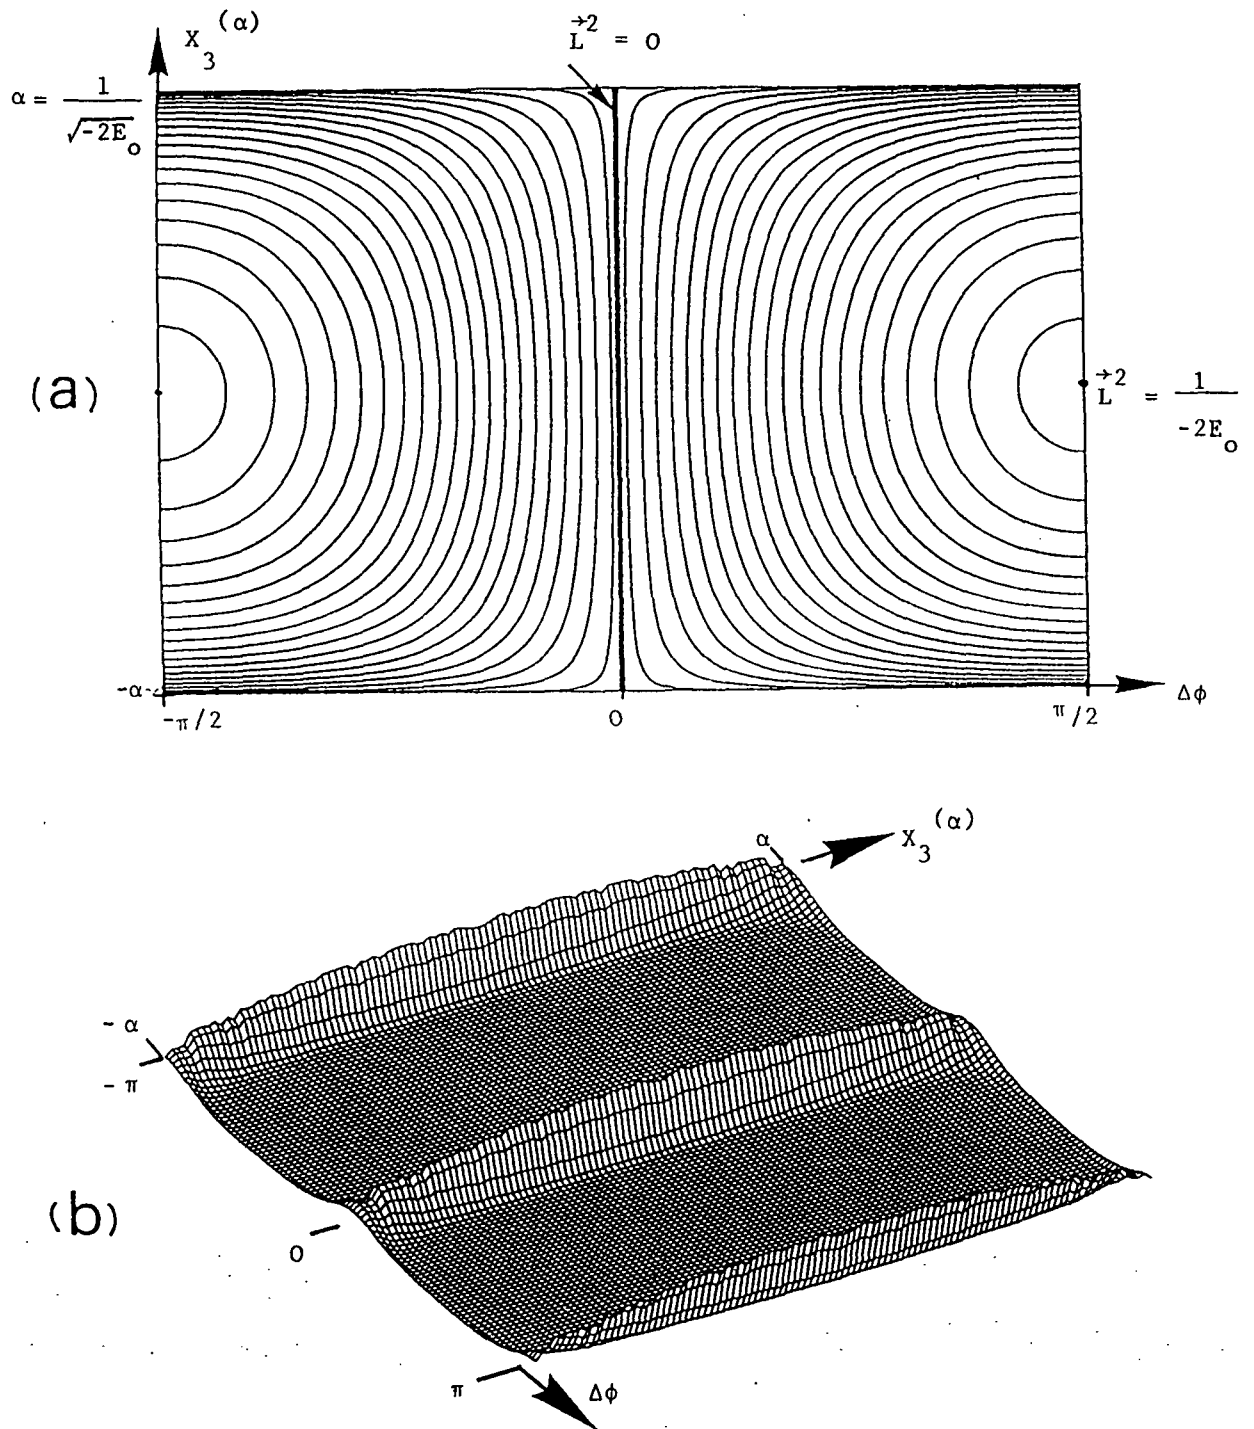 X₃^(α)
L⃗² = 0
α = 1/√-2E₀
(a)
L⃗² = 1/-2E₀
-α
-π/2
0
π/2
Δφ
α
X₃^(α)
- α
- π
(b)
0
π
Δφ